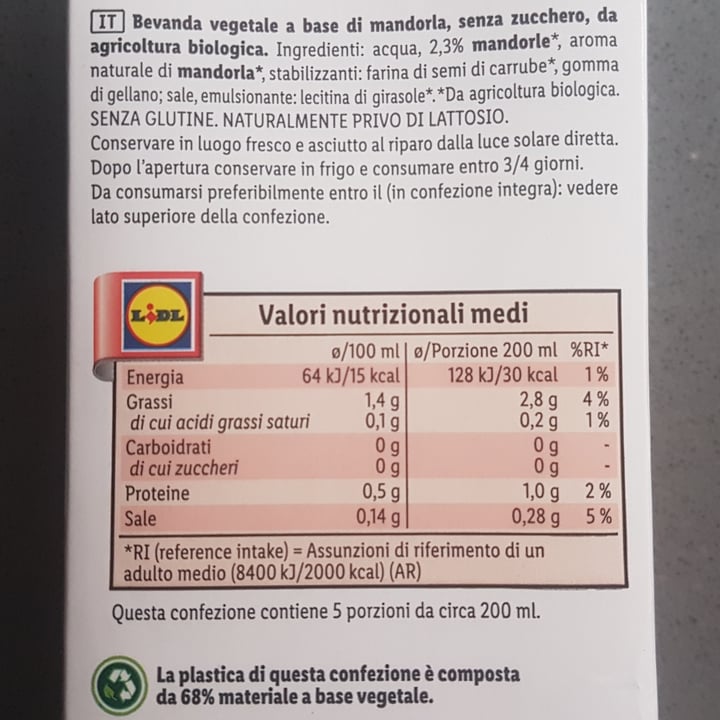 IT Bevanda vegetale a base di mandorla, senza zucchero, da
agricoltura biologica. Ingredienti: acqua, 2,3% mandorle*, aroma
naturale di mandorla*, stabilizzanti: farina di semi di carrube*, gomma
di gellano; sale, emulsionante: lecitina di girasole*. *Da agricoltura biologica.
SENZA GLUTINE. NATURALMENTE PRIVO DI LATTOSIO.
Conservare in luogo fresco e asciutto al riparo dalla luce solare diretta.
Dopo l'apertura conservare in frigo e consumare entro 3/4 giorni.
Da consumarsi preferibilmente entro il (in confezione integra): vedere
lato superiore della confezione.
LIDL
Valori nutrizionali medi
ø/100 ml ø/Porzione 200 ml %RI*
Energia 64 kJ/15 kcal 128 kJ/30 kcal 1 %
Grassi 1,4 g 2,8 g 4 %
di cui acidi grassi saturi 0,1 g 0,2 g 1 %
Carboidrati 0 g 0 g -
di cui zuccheri 0 g 0 g -
Proteine 0,5 g 1,0 g 2 %
Sale 0,14 g 0,28 g 5 %
*RI (reference intake) = Assunzioni di riferimento di un
adulto medio (8400 kJ/2000 kcal) (AR)
Questa confezione contiene 5 porzioni da circa 200 ml.
La plastica di questa confezione è composta
da 68% materiale a base vegetale.